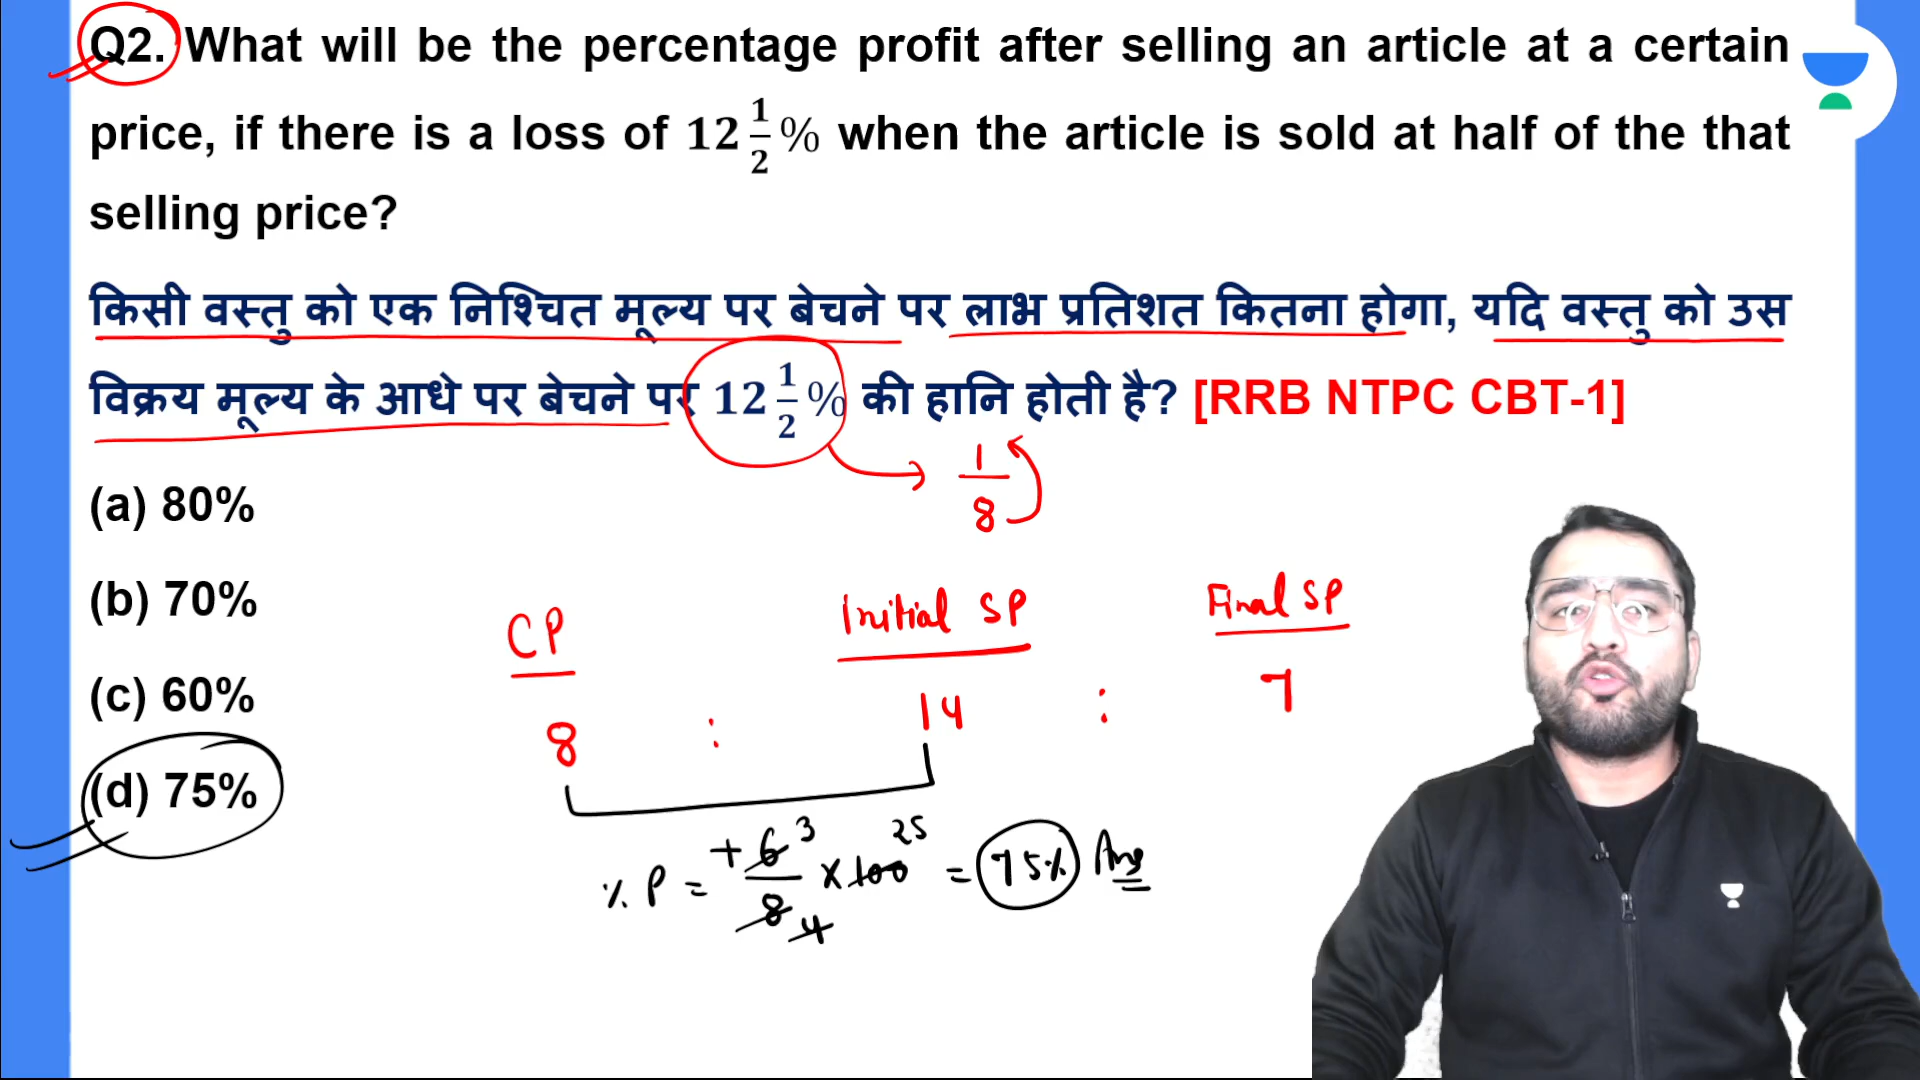 Q2. What will be the percentage profit after selling an article at a certain
price, if there is a loss of 12 1/2 % when the article is sold at half of the that
selling price?
किसी वस्तु को एक निश्चित मूल्य पर बेचने पर लाभ प्रतिशत कितना होगा, यदि वस्तु को उस
विक्रय मूल्य के आधे पर बेचने पर 12 1/2 % की हानि होती है? [RRB NTPC CBT-1]
1/8
(a) 80%
(b) 70%
(c) 60%
(d) 75%
CP Initial SP Final SP
8 : 14 : 7
% P = +6/8 x 100 = 75% Ans
3 25
4